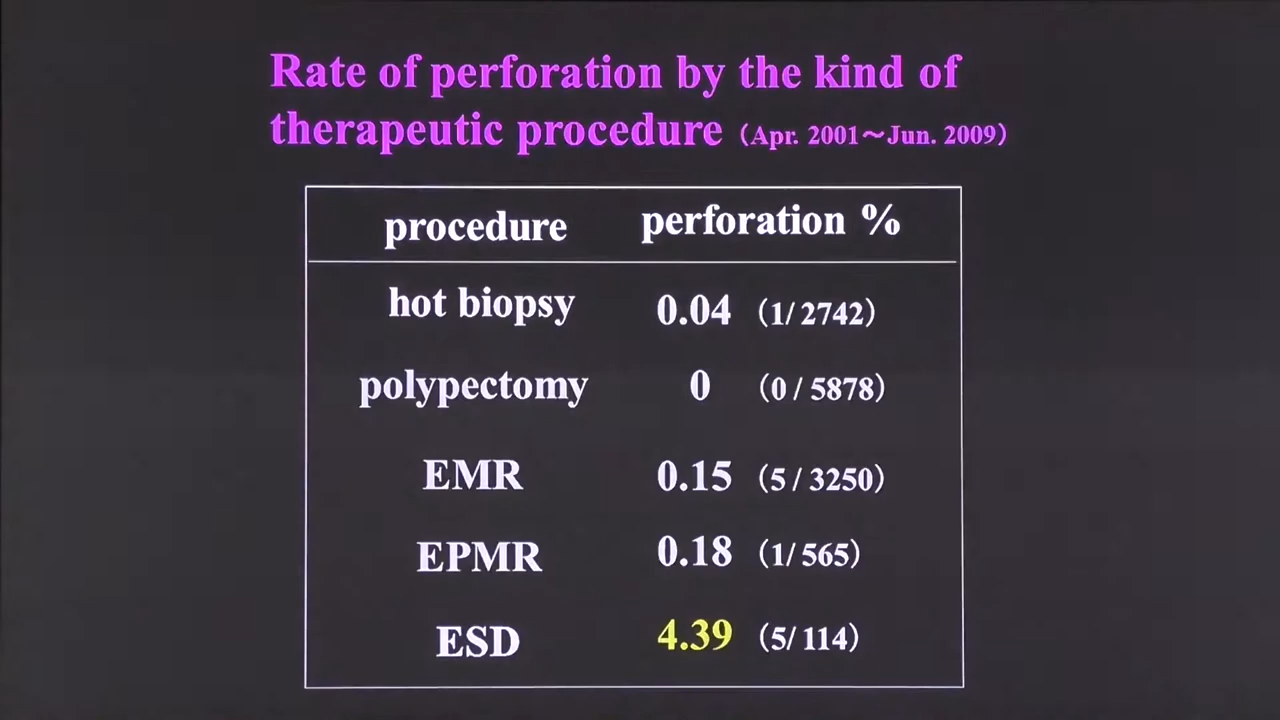 Rate of perforation by the kind of
therapeutic procedure (Apr. 2001～Jun. 2009)
procedure perforation %
hot biopsy 0.04 (1/2742)
polypectomy 0 (0/5878)
EMR 0.15 (5/3250)
EPMR 0.18 (1/565)
ESD 4.39 (5/114)